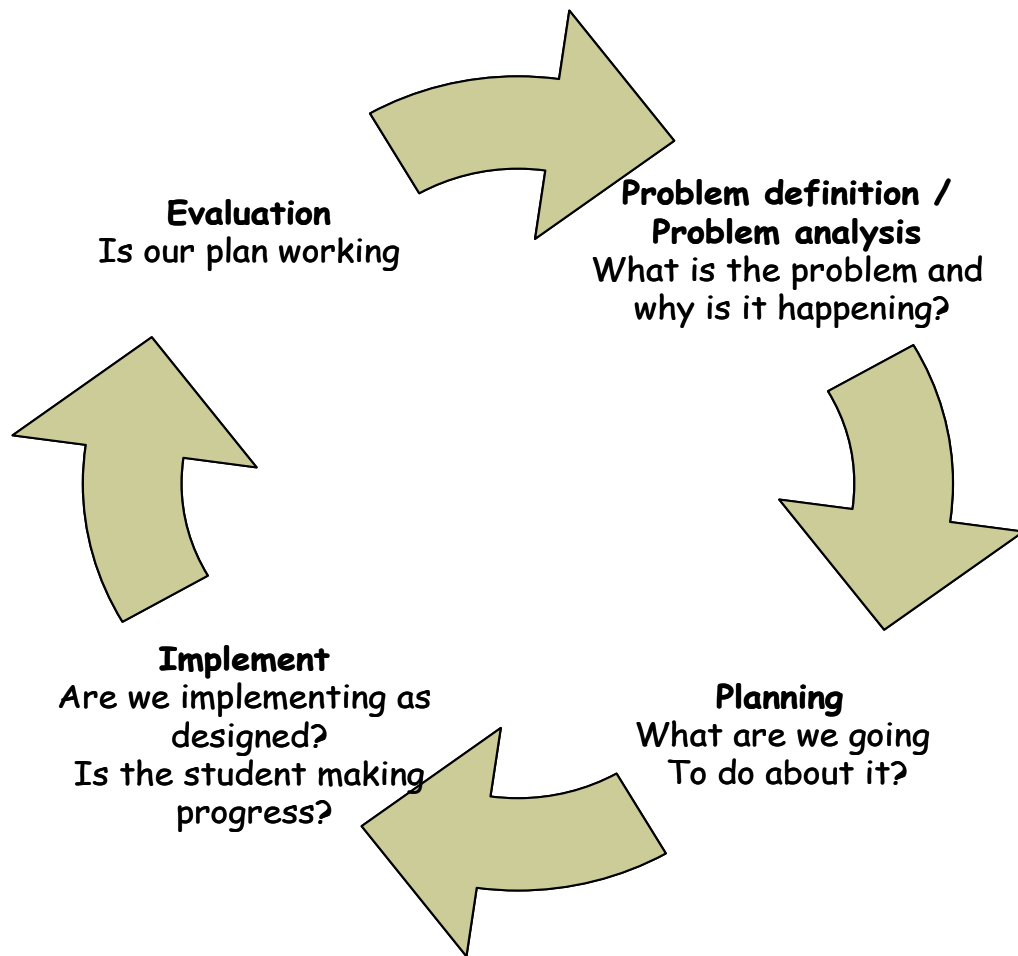 Evaluation
Is our plan working
Problem definition /
Problem analysis
What is the problem and
why is it happening?
Implement
Are we implementing as
designed?
Is the student making
progress?
Planning
What are we going
To do about it?